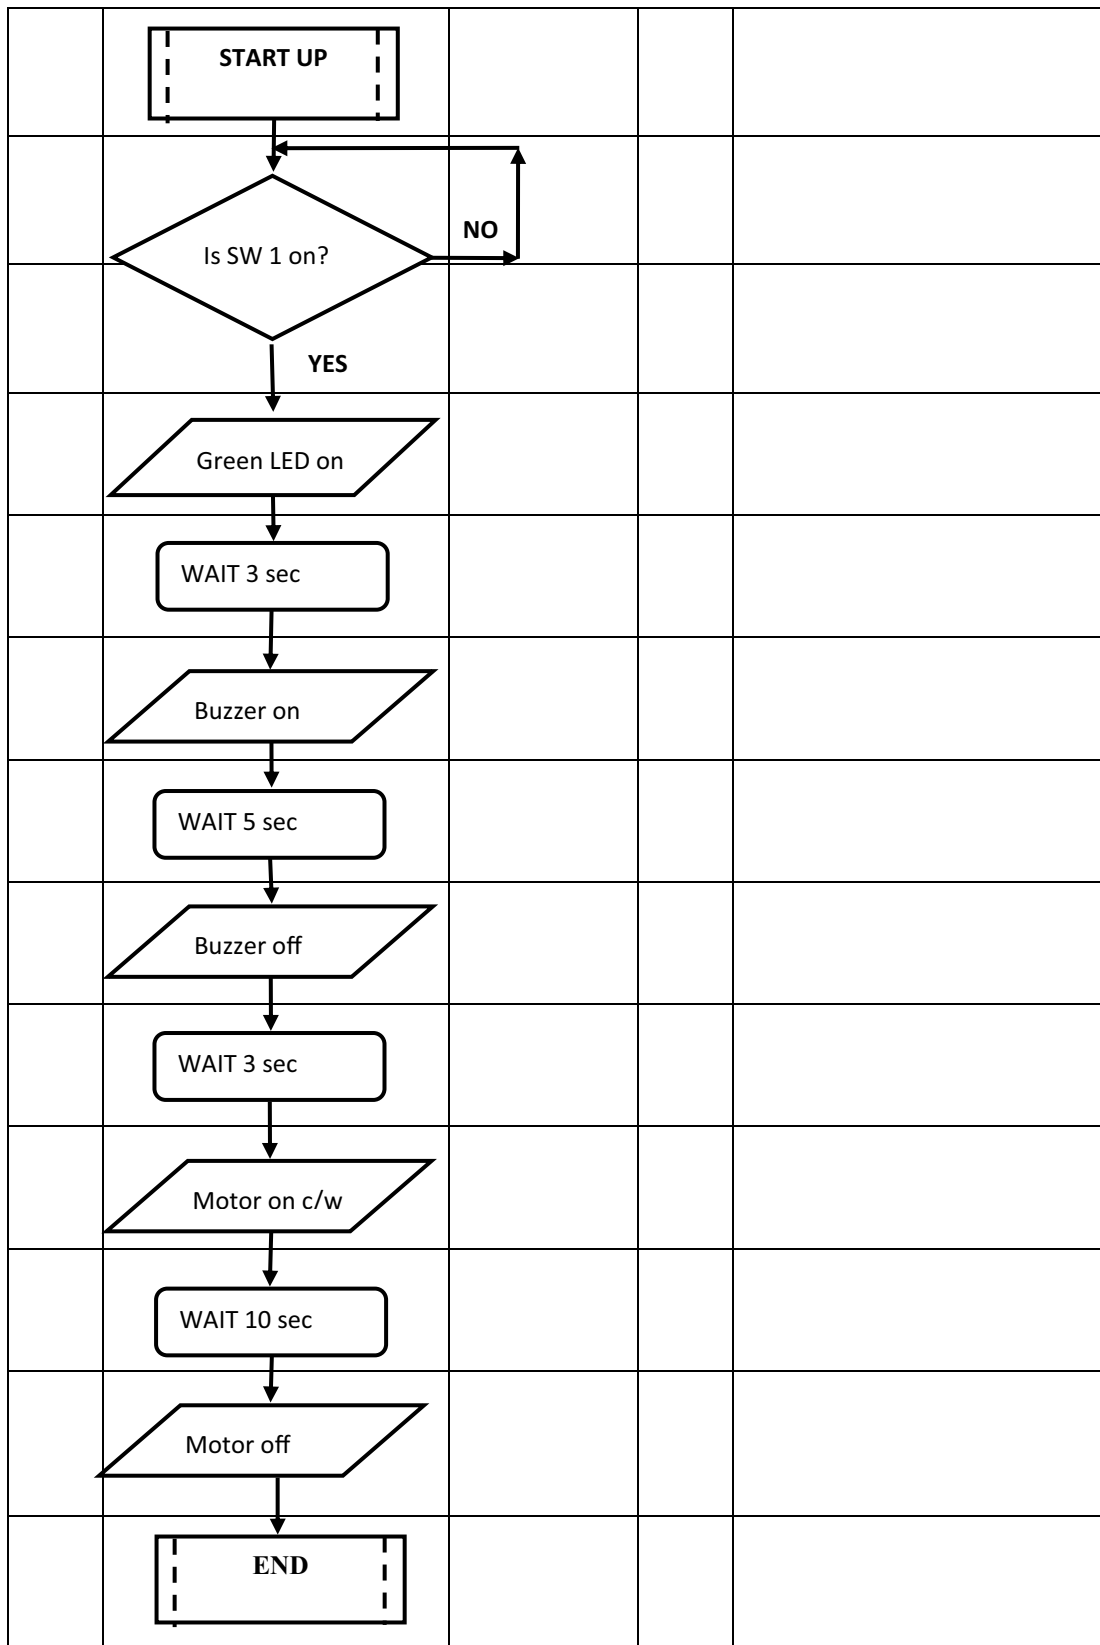 START UP
NO
Is SW 1 on?
YES
Green LED on
WAIT 3 sec
Buzzer on
WAIT 5 sec
Buzzer off
WAIT 3 sec
Motor on c/w
WAIT 10 sec
Motor off
END